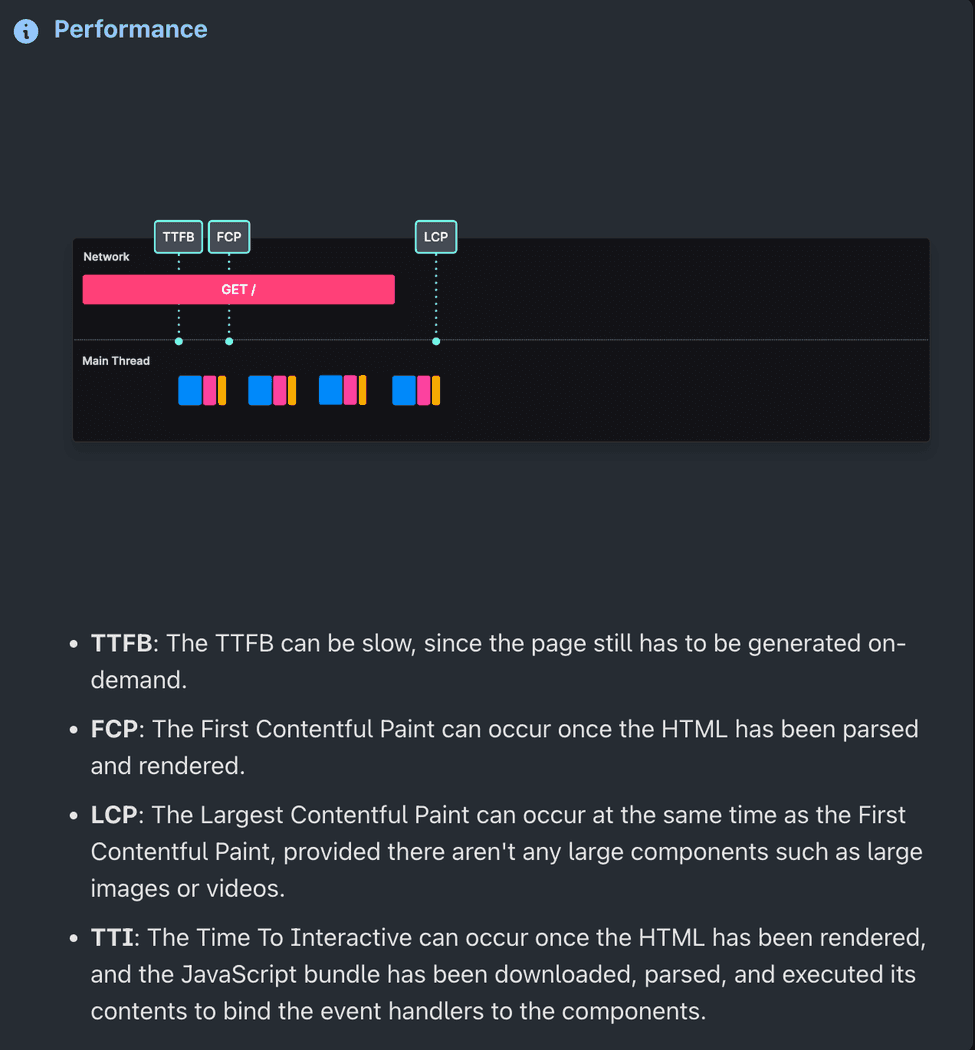 Performance
TTFB FCP LCP
Network
GET /
Main Thread
• TTFB: The TTFB can be slow, since the page still has to be generated on-
demand.
• FCP: The First Contentful Paint can occur once the HTML has been parsed
and rendered.
• LCP: The Largest Contentful Paint can occur at the same time as the First
Contentful Paint, provided there aren't any large components such as large
images or videos.
• TTI: The Time To Interactive can occur once the HTML has been rendered,
and the JavaScript bundle has been downloaded, parsed, and executed its
contents to bind the event handlers to the components.